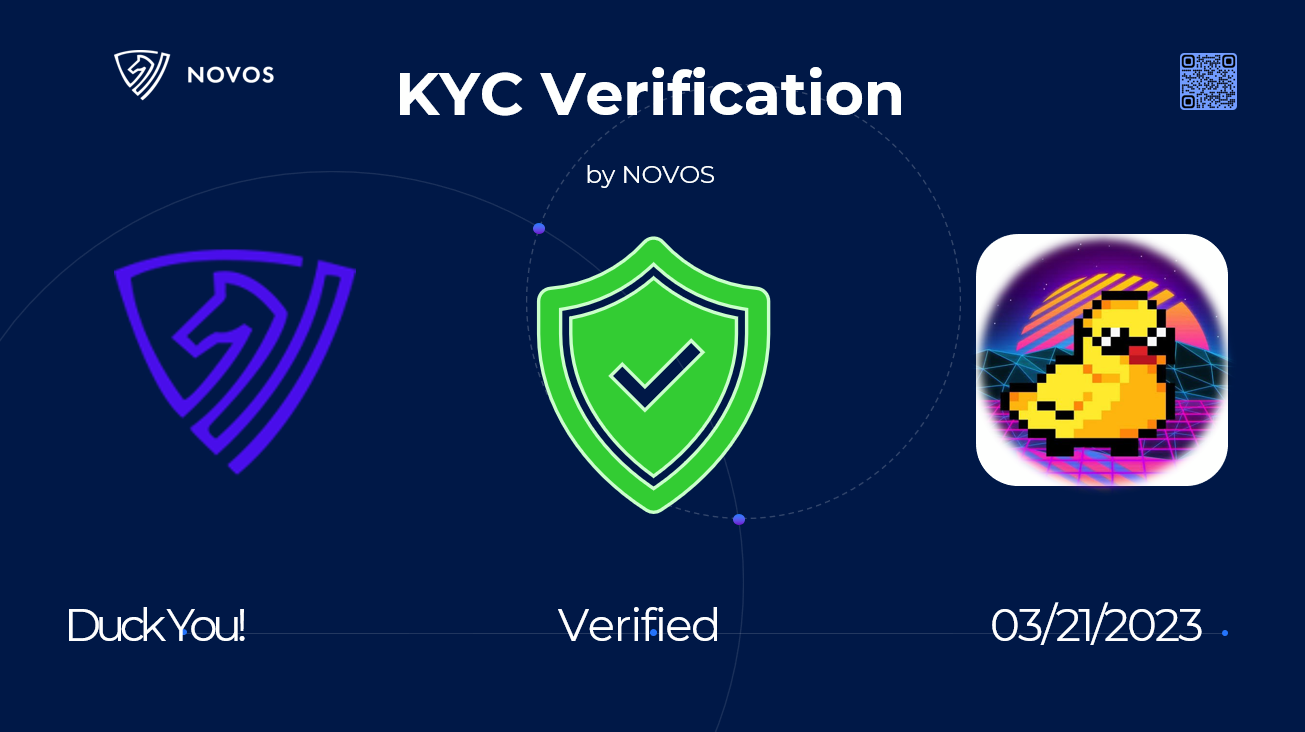 NOVOS
KYC Verification
by NOVOS
DuckYou!
Verified
03/21/2023